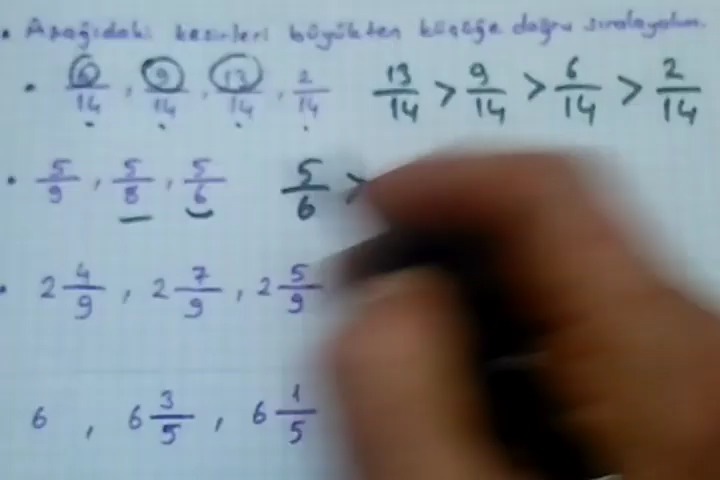 • Aşağıdaki kesirleri büyükten küçüğe doğru sıralayalım.
• 6/14, 9/14, 13/14, 2/14 13/14 > 9/14 > 6/14 > 2/14
• 5/9, 5/8, 5/6 5/6 >
• 2 4/9, 2 7/9, 2 5/9
6, 6 3/5, 6 1/5